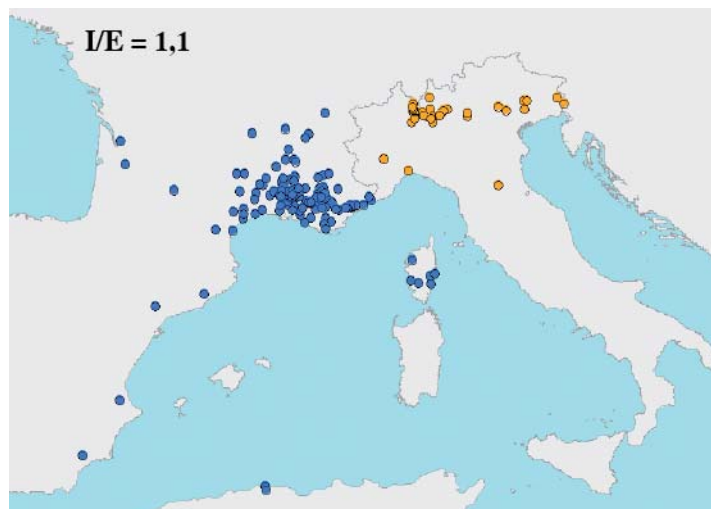 I/E = 1,1